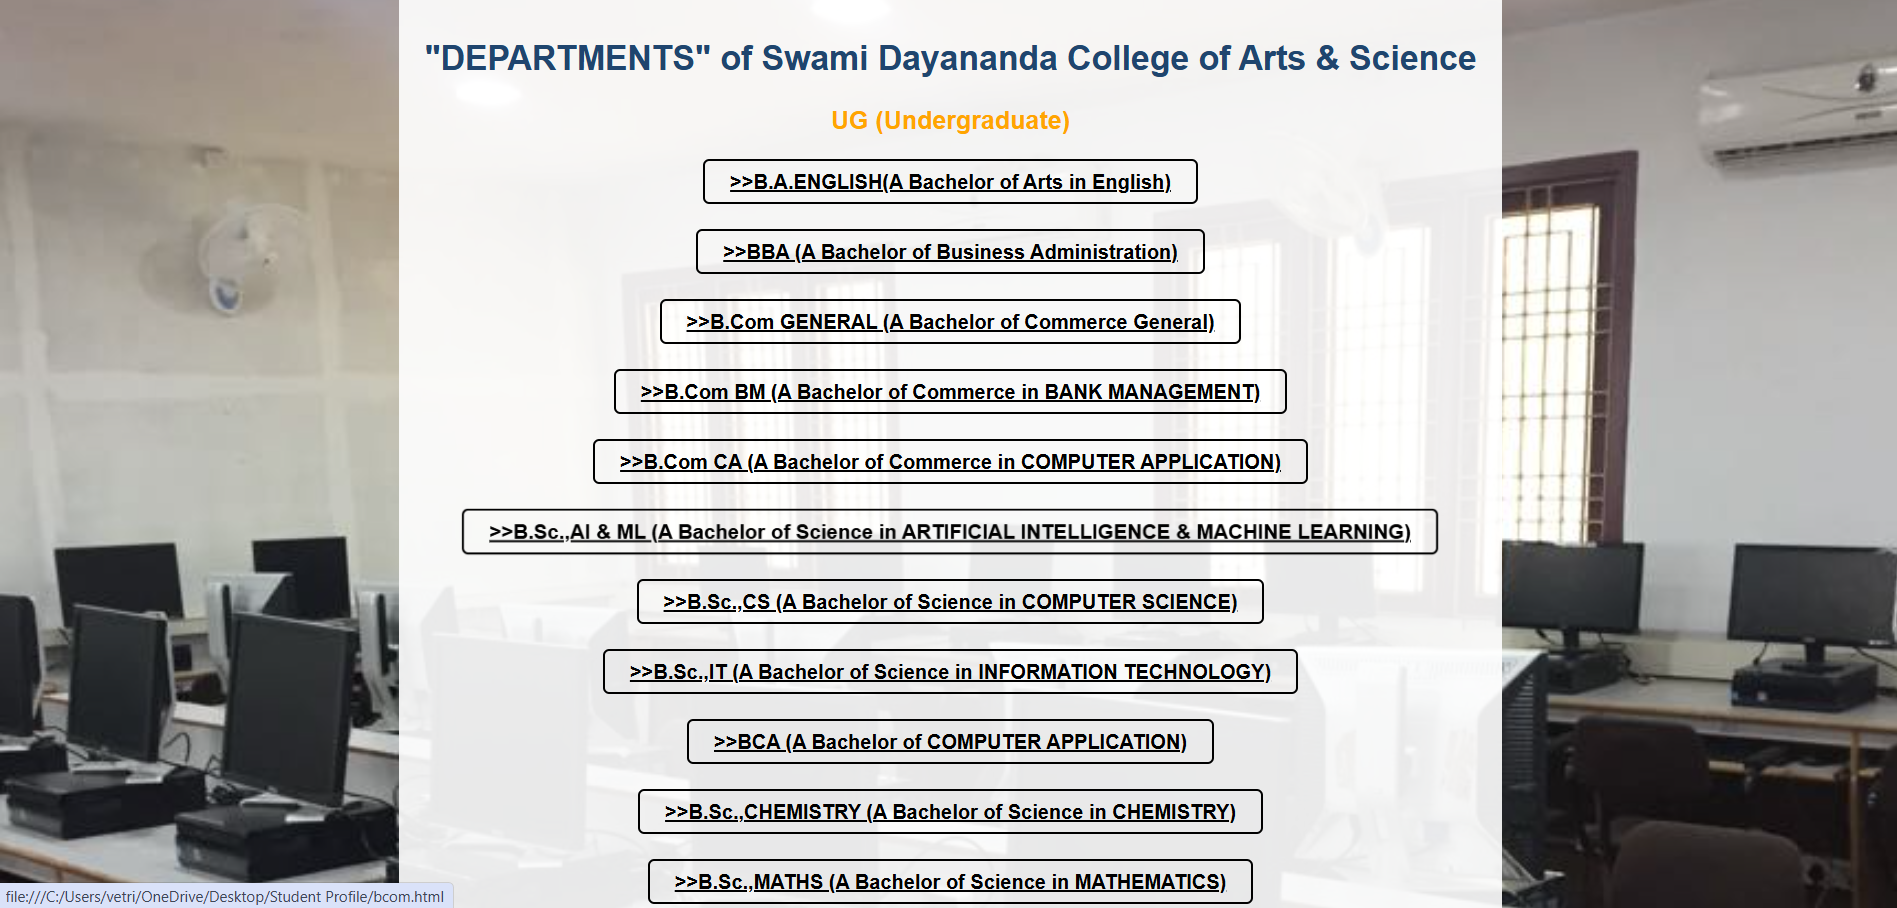 "DEPARTMENTS" of Swami Dayananda College of Arts & Science
UG (Undergraduate)
>>B.A.ENGLISH(A Bachelor of Arts in English)
>>BBA (A Bachelor of Business Administration)
>>B.Com GENERAL (A Bachelor of Commerce General)
>>B.Com BM (A Bachelor of Commerce in BANK MANAGEMENT)
>>B.Com CA (A Bachelor of Commerce in COMPUTER APPLICATION)
>>B.Sc.,AI & ML (A Bachelor of Science in ARTIFICIAL INTELLIGENCE & MACHINE LEARNING)
>>B.Sc.,CS (A Bachelor of Science in COMPUTER SCIENCE)
>>B.Sc.,IT (A Bachelor of Science in INFORMATION TECHNOLOGY)
>>BCA (A Bachelor of COMPUTER APPLICATION)
>>B.Sc.,CHEMISTRY (A Bachelor of Science in CHEMISTRY)
>>B.Sc.,MATHS (A Bachelor of Science in MATHEMATICS)
file:///C:/Users/vetri/OneDrive/Desktop/Student Profile/bcom.html